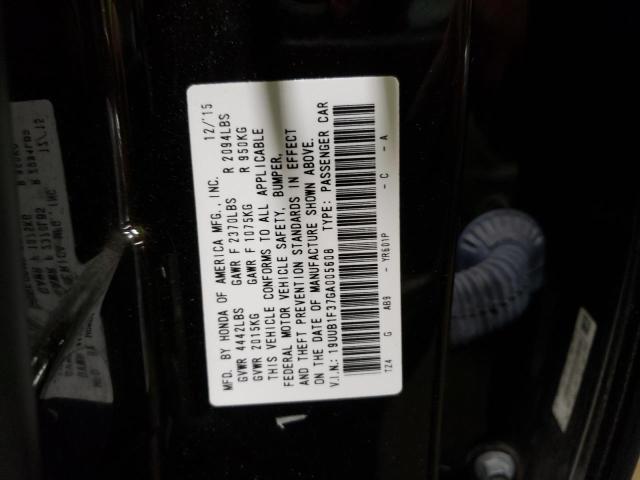 MFD. BY HONDA OF AMERICA MFG., INC. 12/15
GVWR 4442LBS GAWR F 2370LBS R 2094LBS
GVWR 2015KG GAWR F 1075KG R 950KG
THIS VEHICLE CONFORMS TO ALL APPLICABLE
FEDERAL MOTOR VEHICLE SAFETY, BUMPER,
AND THEFT PREVENTION STANDARDS IN EFFECT
ON THE DATE OF MANUFACTURE SHOWN ABOVE.
V.I.N.: 19UUB1F37GA005608 TYPE: PASSENGER CAR
TZ4 G AB9 - YR601P - C - A